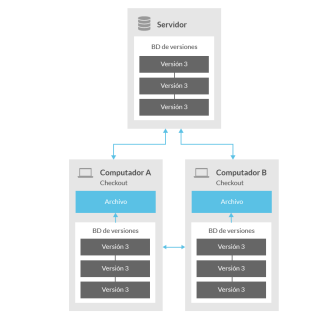 Servidor
BD de versiones
Versión 3
Versión 3
Versión 3
Computador A
Checkout
Archivo
BD de versiones
Versión 3
Versión 3
Versión 3
Computador B
Checkout
Archivo
BD de versiones
Versión 3
Versión 3
Versión 3